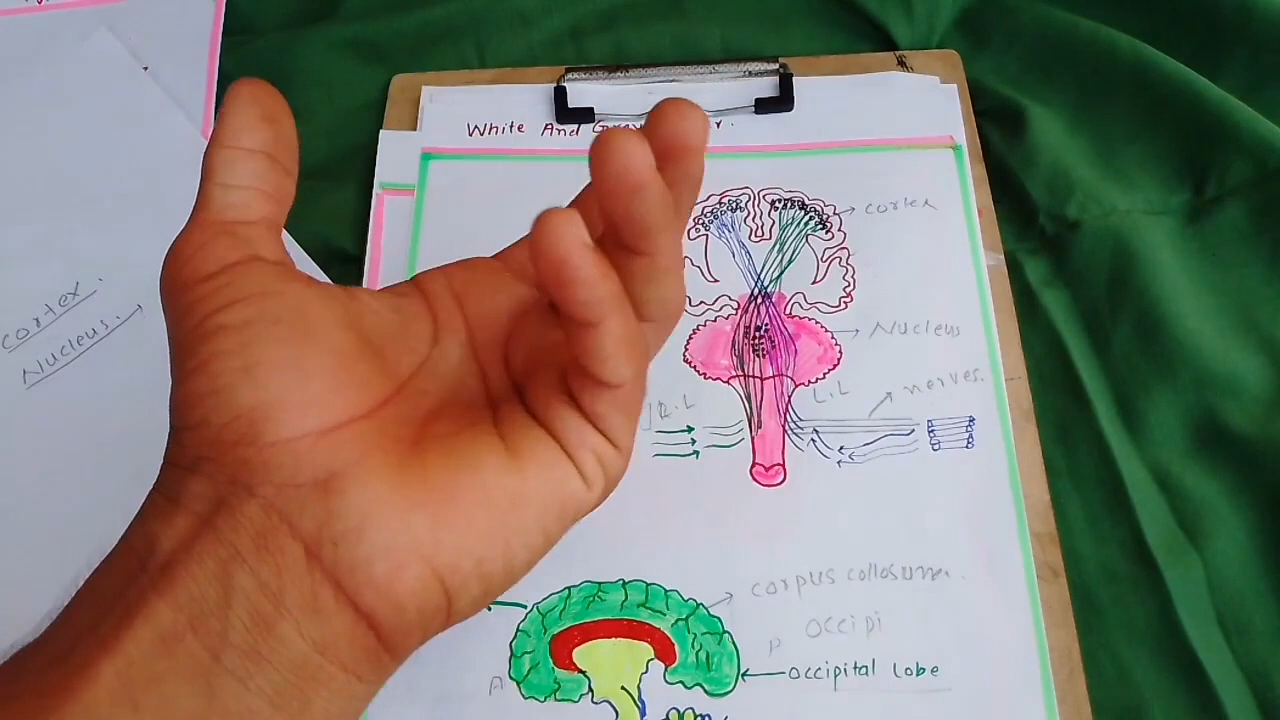 White And
cortex
cortex.
Nucleus.
Nucleus
nerves.
R.L
L.L
corpus collosum
Occipi
P
A
occipital lobe